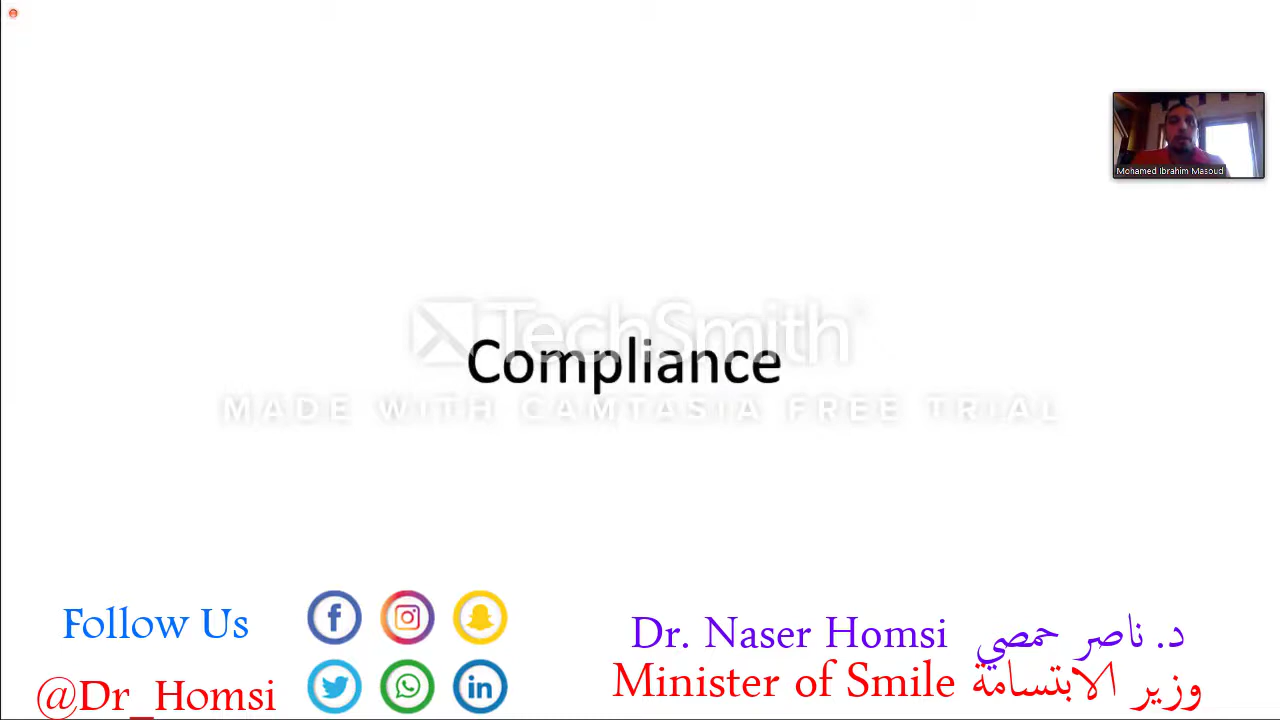 Mohamed Ibrahim Masoud
TechSmith
Compliance
MADE WITH CAMTASIA FREE TRIAL
Follow Us
Dr. Naser Homsi د. ناصر حمصي
@Dr_Homsi
Minister of Smile وزير الابتسامة